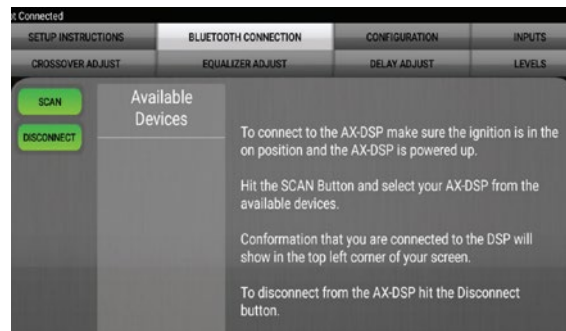 Connected
SETUP INSTRUCTIONS BLUETOOTH CONNECTION CONFIGURATION INPUTS
CROSSOVER ADJUST EQUALIZER ADJUST DELAY ADJUST LEVELS
SCAN
DISCONNECT
Available
Devices
To connect to the AX-DSP make sure the ignition is in the
on position and the AX-DSP is powered up.
Hit the SCAN Button and select your AX-DSP from the
available devices.
Conformation that you are connected to the DSP will
show in the top left corner of your screen.
To disconnect from the AX-DSP hit the Disconnect
button.